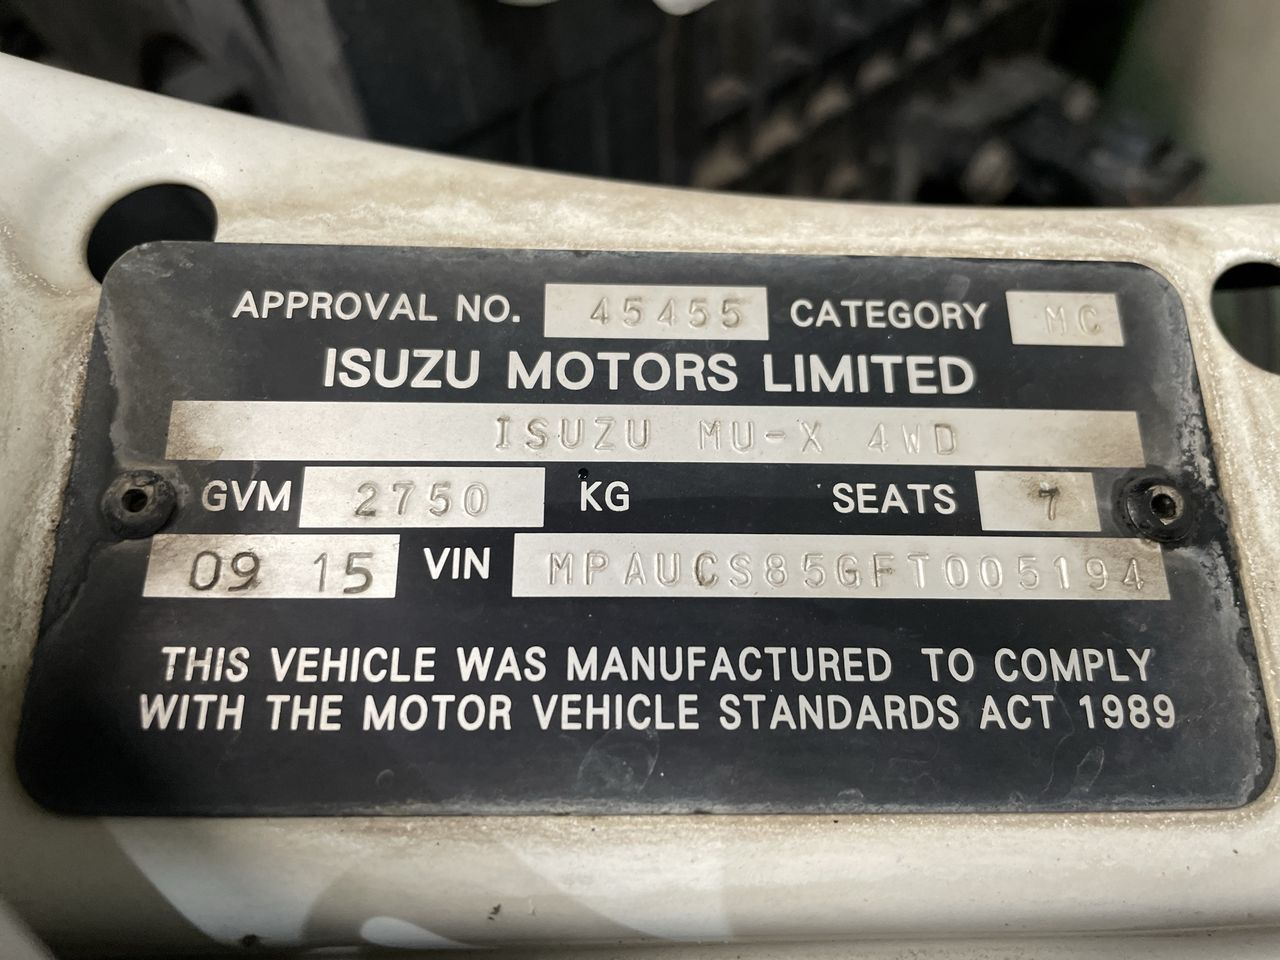 APPROVAL NO. 45455 CATEGORY MC
ISUZU MOTORS LIMITED
ISUZU MU-X 4WD
GVM 2750 KG SEATS 7
09 15 VIN MPAUCS85GFT005194
THIS VEHICLE WAS MANUFACTURED TO COMPLY
WITH THE MOTOR VEHICLE STANDARDS ACT 1989